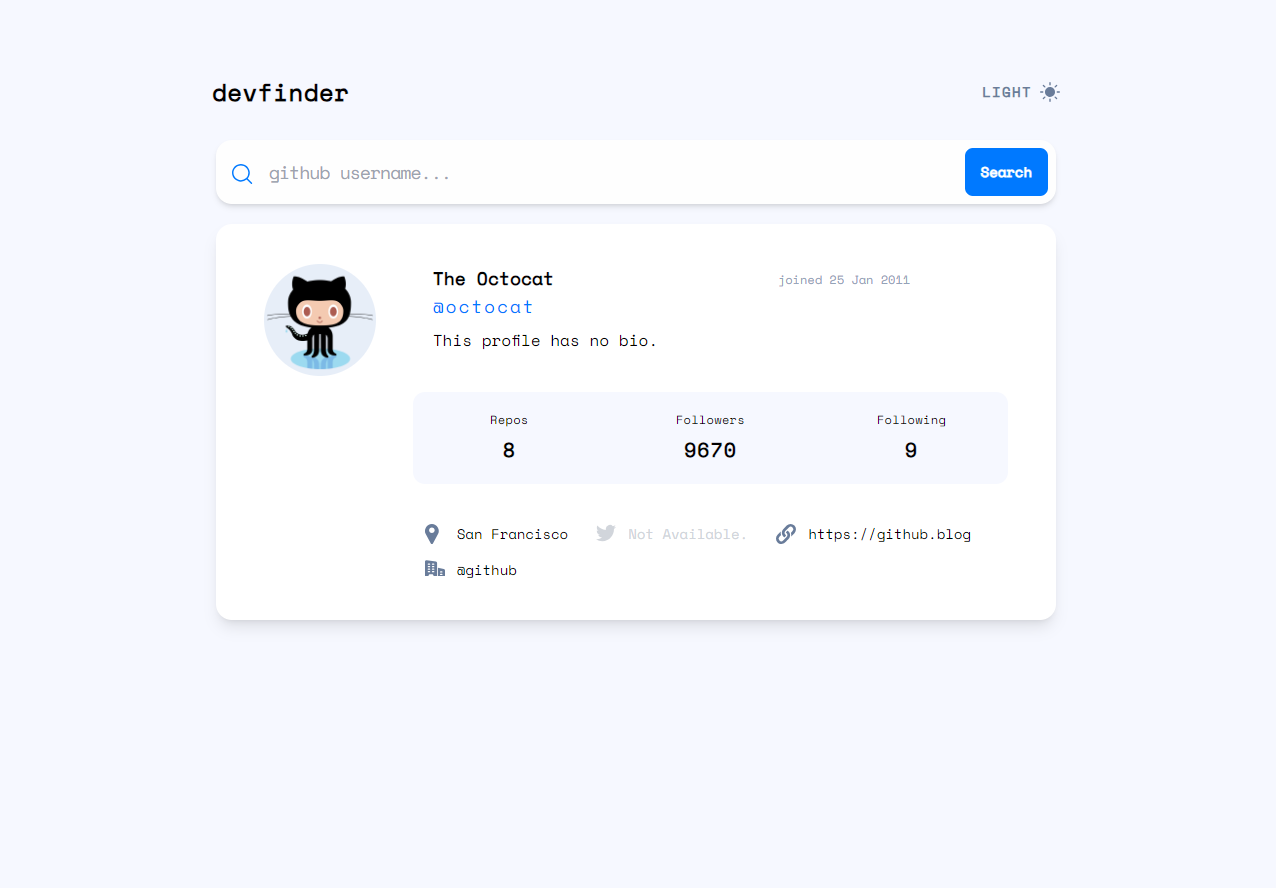 devfinder LIGHT
github username... Search
The Octocat joined 25 Jan 2011
@octocat
This profile has no bio.
Repos Followers Following
8 9670 9
San Francisco Not Available. https://github.blog
@github